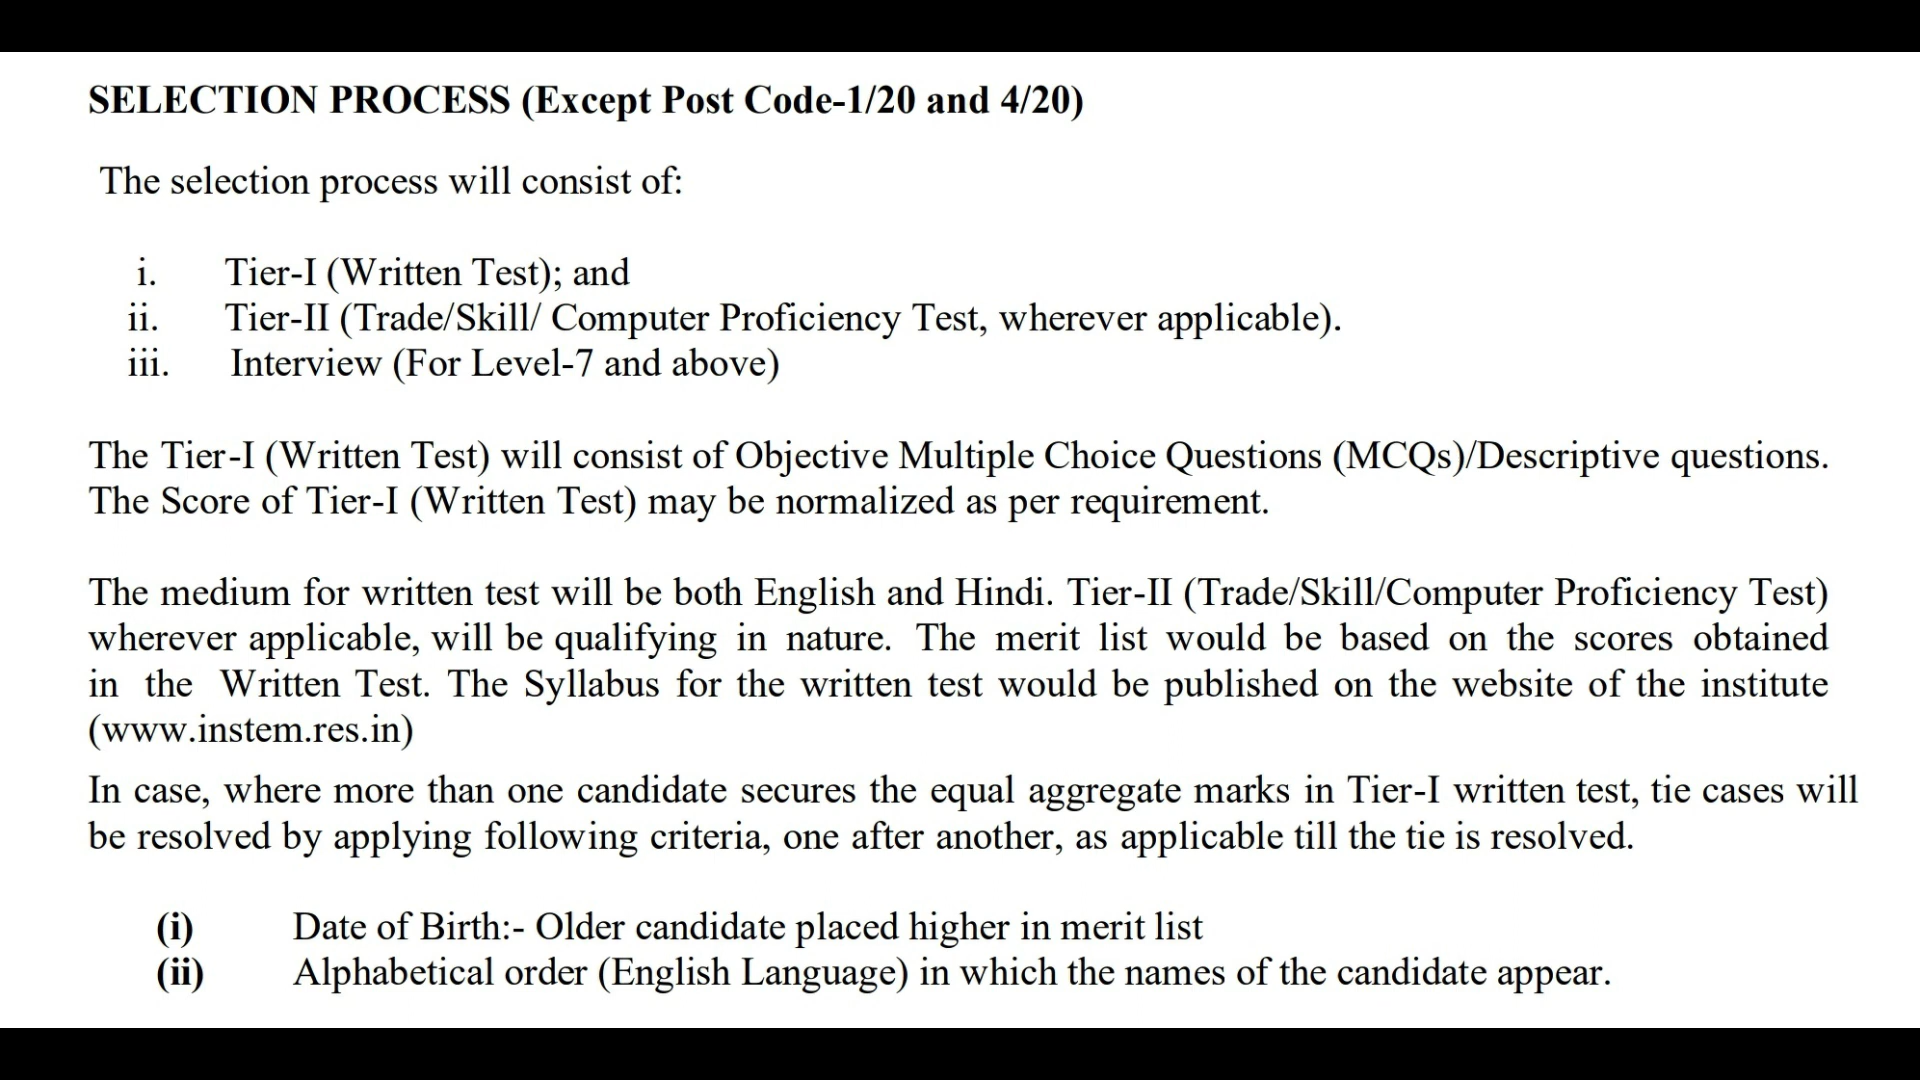 SELECTION PROCESS (Except Post Code-1/20 and 4/20)
The selection process will consist of:
i. Tier-I (Written Test); and
ii. Tier-II (Trade/Skill/ Computer Proficiency Test, wherever applicable).
iii. Interview (For Level-7 and above)
The Tier-I (Written Test) will consist of Objective Multiple Choice Questions (MCQs)/Descriptive questions.
The Score of Tier-I (Written Test) may be normalized as per requirement.
The medium for written test will be both English and Hindi. Tier-II (Trade/Skill/Computer Proficiency Test)
wherever applicable, will be qualifying in nature. The merit list would be based on the scores obtained
in the Written Test. The Syllabus for the written test would be published on the website of the institute
(www.instem.res.in)
In case, where more than one candidate secures the equal aggregate marks in Tier-I written test, tie cases will
be resolved by applying following criteria, one after another, as applicable till the tie is resolved.
(i) Date of Birth:- Older candidate placed higher in merit list
(ii) Alphabetical order (English Language) in which the names of the candidate appear.